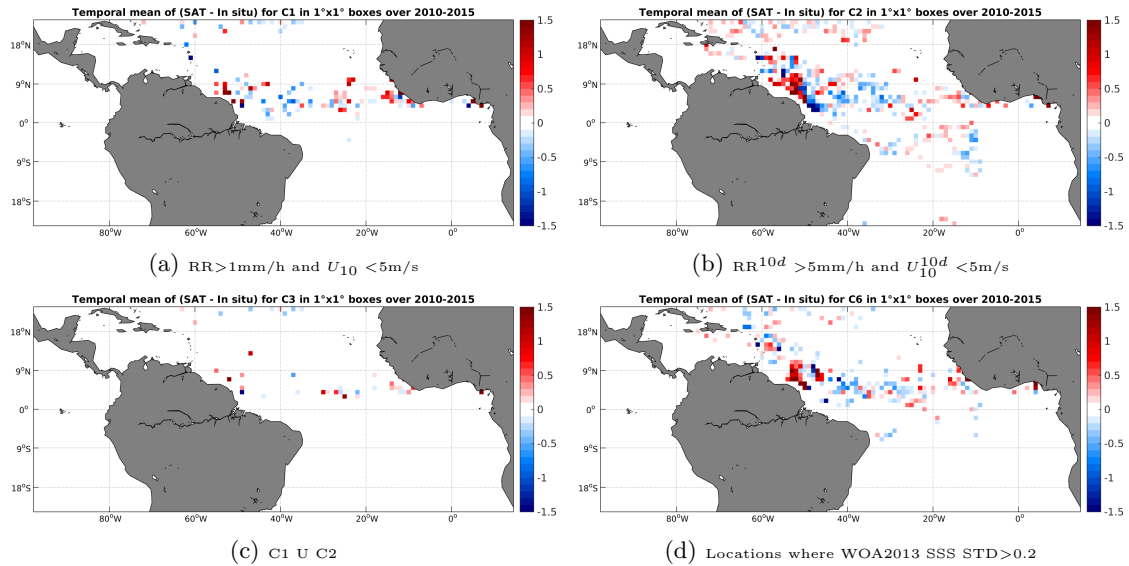 Temporal mean of (SAT - In situ) for C1 in 1°x1° boxes over 2010-2015
18°N
9°N
0°
9°S
18°S
80°W 60°W 40°W 20°W 0°
1.5
1
0.5
0
-0.5
-1
-1.5
(a) RR>1mm/h and U10 <5m/s
Temporal mean of (SAT - In situ) for C2 in 1°x1° boxes over 2010-2015
18°N
9°N
0°
9°S
18°S
80°W 60°W 40°W 20°W 0°
1.5
1
0.5
0
-0.5
-1
-1.5
(b) RR10d >5mm/h and U10d10 <5m/s
Temporal mean of (SAT - In situ) for C3 in 1°x1° boxes over 2010-2015
18°N
9°N
0°
9°S
18°S
80°W 60°W 40°W 20°W 0°
1.5
1
0.5
0
-0.5
-1
-1.5
(c) C1 U C2
Temporal mean of (SAT - In situ) for C6 in 1°x1° boxes over 2010-2015
18°N
9°N
0°
9°S
18°S
80°W 60°W 40°W 20°W 0°
1.5
1
0.5
0
-0.5
-1
-1.5
(d) Locations where WOA2013 SSS STD>0.2